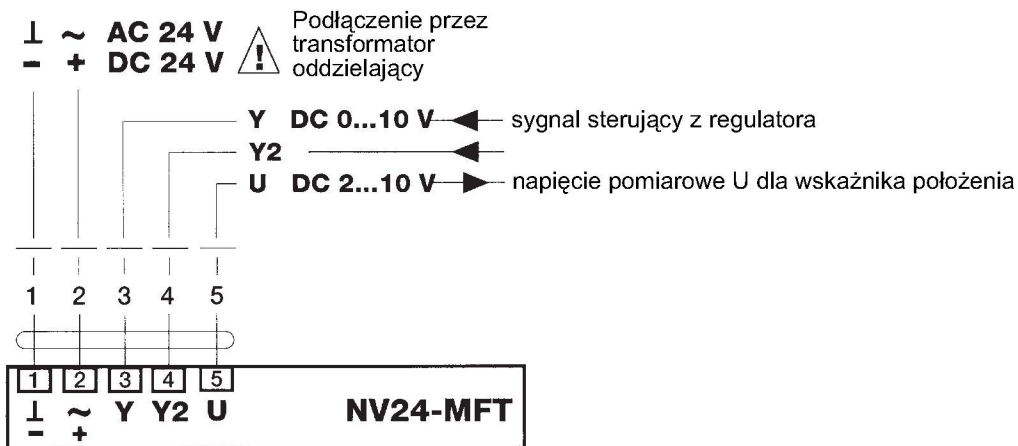 ⊥ ~ AC 24 V
– + DC 24 V
Podłączenie przez
transformator
oddzielający
Y DC 0...10 V sygnal sterujący z regulatora
Y2
U DC 2...10 V napięcie pomiarowe U dla wskaźnika położenia
1 2 3 4 5
1 2 3 4 5
⊥ ~ Y Y2 U NV24-MFT
– +